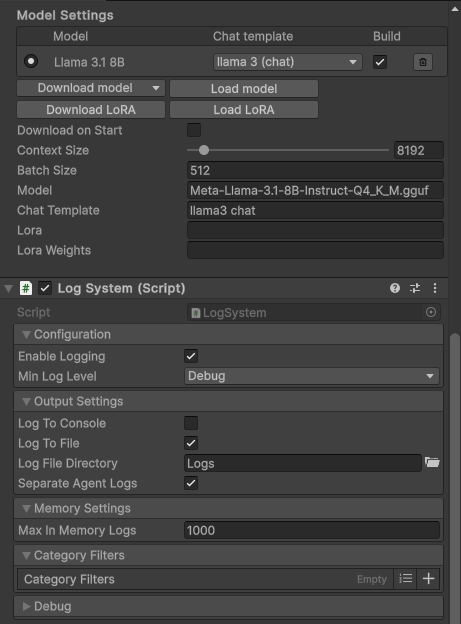 Model Settings
Model Chat template Build
Llama 3.1 8B llama 3 (chat)
Download model Load model
Download LoRA Load LoRA
Download on Start
Context Size 8192
Batch Size 512
Model Meta-Llama-3.1-8B-Instruct-Q4_K_M.gguf
Chat Template llama3 chat
Lora
Lora Weights
# Log System (Script)
Script LogSystem
Configuration
Enable Logging
Min Log Level Debug
Output Settings
Log To Console
Log To File
Log File Directory Logs
Separate Agent Logs
Memory Settings
Max In Memory Logs 1000
Category Filters
Category Filters Empty
Debug